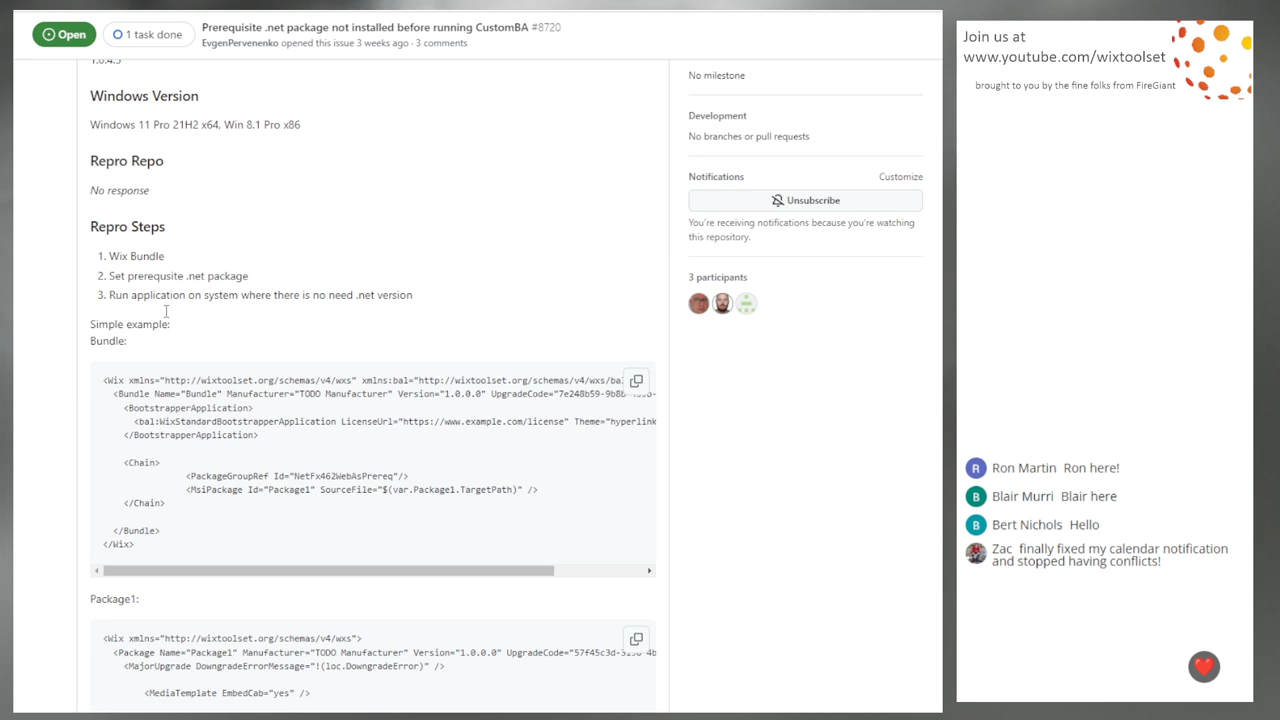 Open
1 task done
Prerequisite .net package not installed before running CustomBA #8720
EvgenPervenenko opened this issue 3 weeks ago · 3 comments
Windows Version
Windows 11 Pro 21H2 x64, Win 8.1 Pro x86
Repro Repo
No response
Repro Steps
1. Wix Bundle
2. Set prerequsite .net package
3. Run application on system where there is no need .net version
Simple example:
Bundle:
<Wix xmlns="http://wixtoolset.org/schemas/v4/wxs" xmlns:bal="http://wixtoolset.org/schemas/v4/wxs/bal
<Bundle Name="Bundle" Manufacturer="TODO Manufacturer" Version="1.0.0.0" UpgradeCode="7e248b59-9b8b
<BootstrapperApplication>
<bal:WixStandardBootstrapperApplication LicenseUrl="https://www.example.com/license" Theme="hyperlink
</BootstrapperApplication>
<Chain>
<PackageGroupRef Id="NetFx462WebAsPrereq"/>
<MsiPackage Id="Package1" SourceFile="$(var.Package1.TargetPath)" />
</Chain>
</Bundle>
</Wix>
Package1:
<Wix xmlns="http://wixtoolset.org/schemas/v4/wxs">
<Package Name="Package1" Manufacturer="TODO Manufacturer" Version="1.0.0.0" UpgradeCode="57f45c3d-
<MajorUpgrade DowngradeErrorMessage="!(loc.DowngradeError)" />
<MediaTemplate EmbedCab="yes" />
No milestone
Development
No branches or pull requests
Notifications
Customize
Unsubscribe
You're receiving notifications because you're watching
this repository.
3 participants
Join us at
www.youtube.com/wixtoolset
brought to you by the fine folks from FireGiant
R Ron Martin Ron here!
B Blair Murri Blair here
B Bert Nichols Hello
Zac finally fixed my calendar notification
and stopped having conflicts!